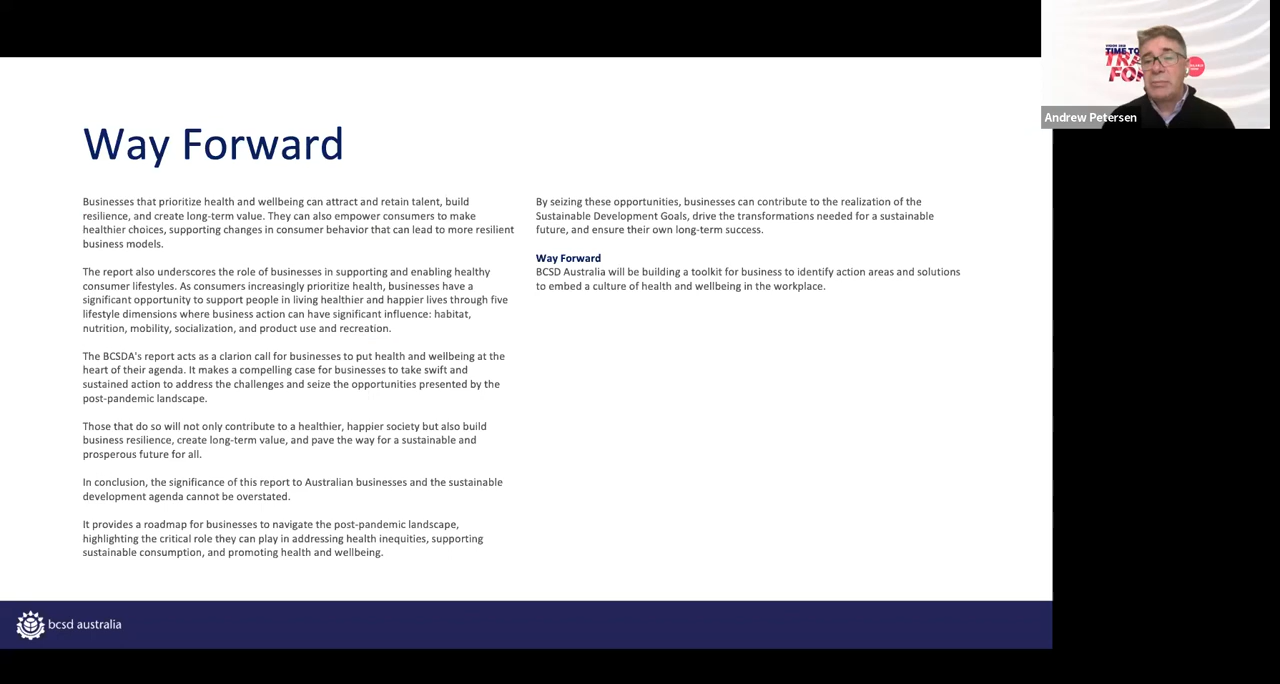 Way Forward
Businesses that prioritize health and wellbeing can attract and retain talent, build
resilience, and create long-term value. They can also empower consumers to make
healthier choices, supporting changes in consumer behavior that can lead to more resilient
business models.
The report also underscores the role of businesses in supporting and enabling healthy
consumer lifestyles. As consumers increasingly prioritize health, businesses have a
significant opportunity to support people in living healthier and happier lives through five
lifestyle dimensions where business action can have significant influence: habitat,
nutrition, mobility, socialization, and product use and recreation.
The BCSDA's report acts as a clarion call for businesses to put health and wellbeing at the
heart of their agenda. It makes a compelling case for businesses to take swift and
sustained action to address the challenges and seize the opportunities presented by the
post-pandemic landscape.
Those that do so will not only contribute to a healthier, happier society but also build
business resilience, create long-term value, and pave the way for a sustainable and
prosperous future for all.
In conclusion, the significance of this report to Australian businesses and the sustainable
development agenda cannot be overstated.
It provides a roadmap for businesses to navigate the post-pandemic landscape,
highlighting the critical role they can play in addressing health inequities, supporting
sustainable consumption, and promoting health and wellbeing.
By seizing these opportunities, businesses can contribute to the realization of the
Sustainable Development Goals, drive the transformations needed for a sustainable
future, and ensure their own long-term success.
Way Forward
BCSD Australia will be building a toolkit for business to identify action areas and solutions
to embed a culture of health and wellbeing in the workplace.
bcsd australia
TIME TO
Andrew Petersen